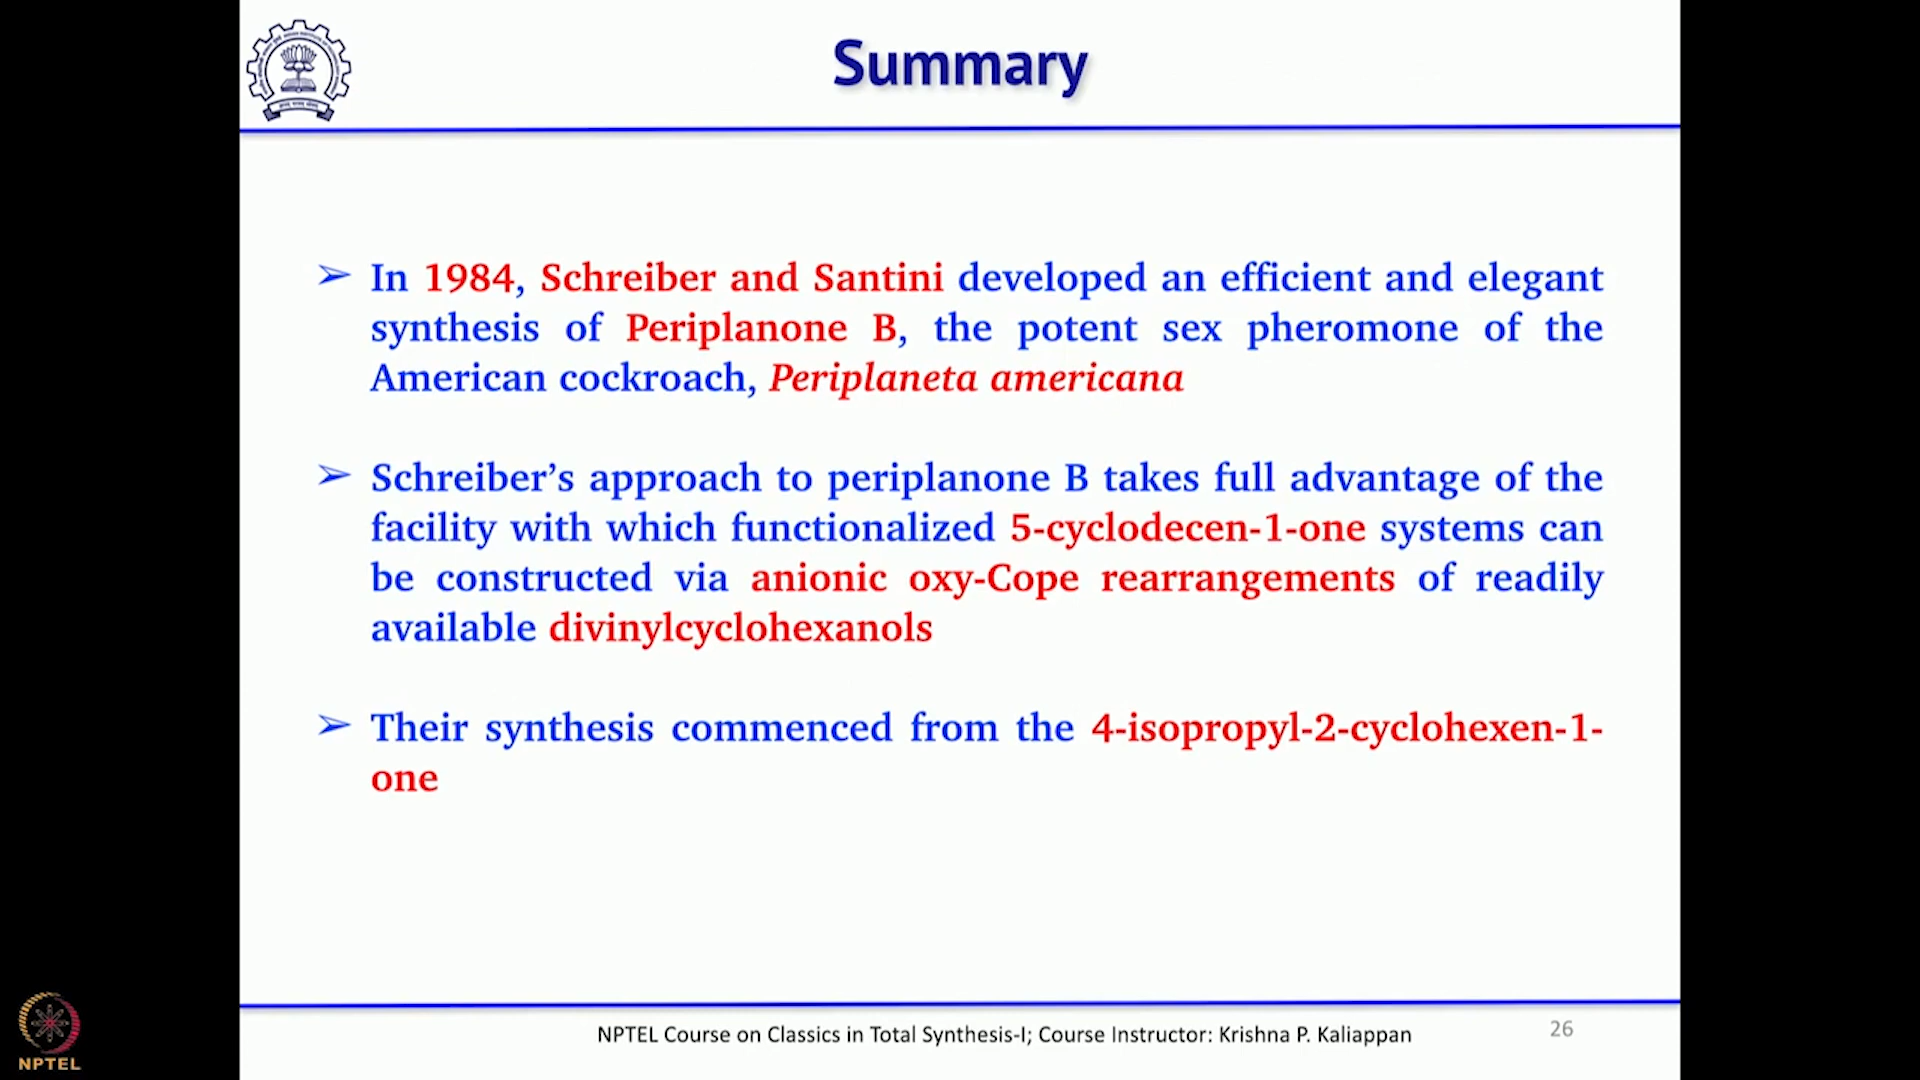 Summary
➢ In 1984, Schreiber and Santini developed an efficient and elegant
synthesis of Periplanone B, the potent sex pheromone of the
American cockroach, Periplaneta americana
➢ Schreiber’s approach to periplanone B takes full advantage of the
facility with which functionalized 5-cyclodecen-1-one systems can
be constructed via anionic oxy-Cope rearrangements of readily
available divinylcyclohexanols
➢ Their synthesis commenced from the 4-isopropyl-2-cyclohexen-1-
one
NPTEL Course on Classics in Total Synthesis-I; Course Instructor: Krishna P. Kaliappan
26
NPTEL